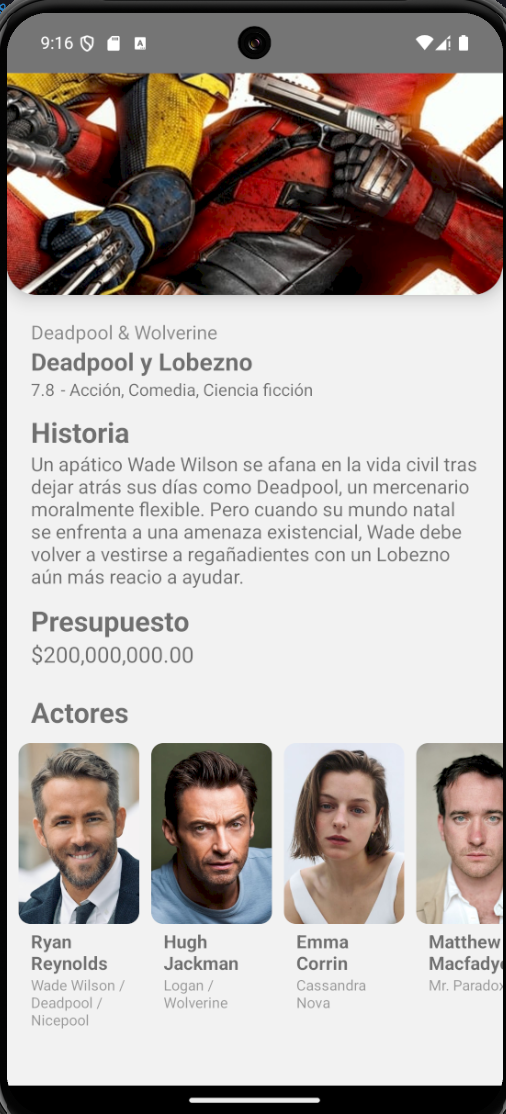 9:16
Deadpool & Wolverine
Deadpool y Lobezno
7.8 - Acción, Comedia, Ciencia ficción
Historia
Un apático Wade Wilson se afana en la vida civil tras
dejar atrás sus días como Deadpool, un mercenario
moralmente flexible. Pero cuando su mundo natal
se enfrenta a una amenaza existencial, Wade debe
volver a vestirse a regañadientes con un Lobezno
aún más reacio a ayudar.
Presupuesto
$200,000,000.00
Actores
Ryan
Reynolds
Wade Wilson /
Deadpool /
Nicepool
Hugh
Jackman
Logan /
Wolverine
Emma
Corrin
Cassandra
Nova
Matthew
Mr. Paradox